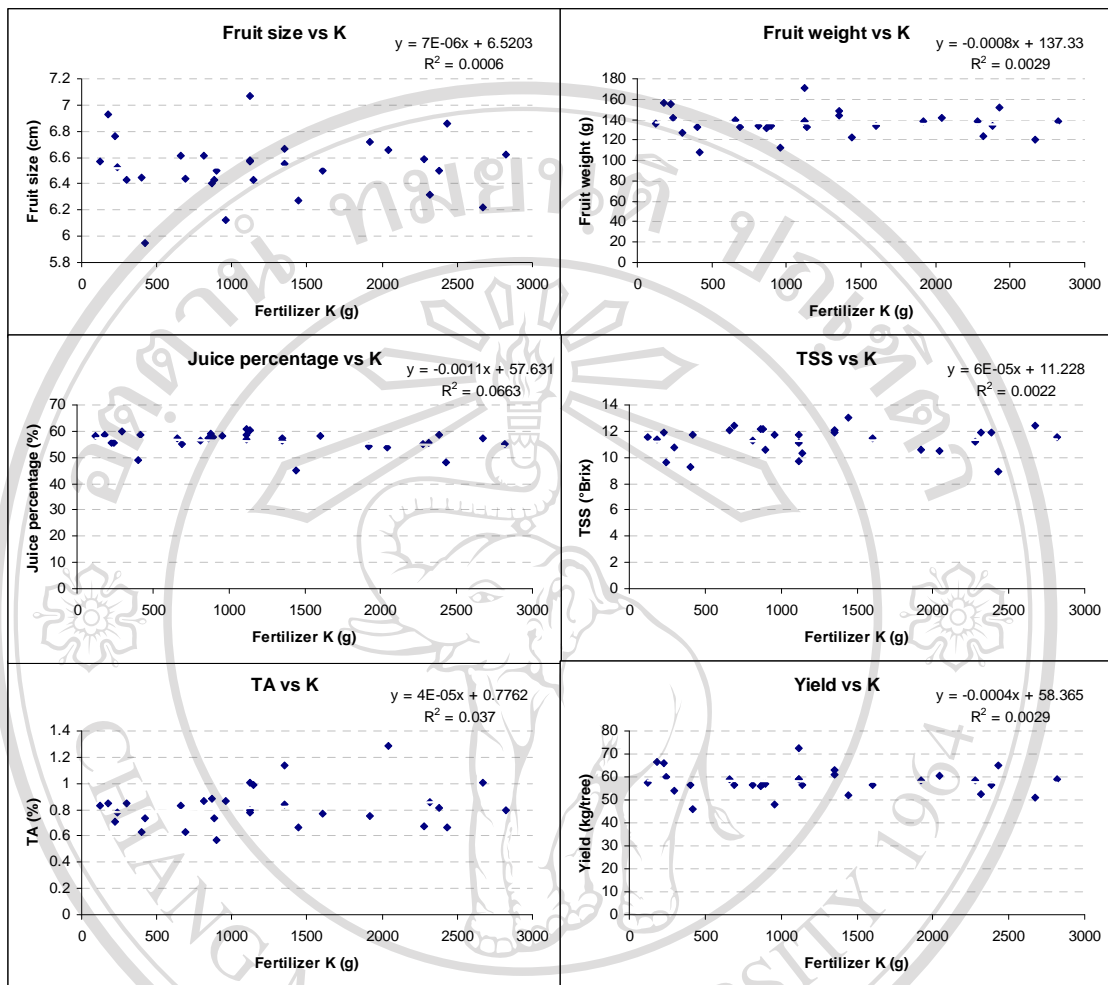 Fruit size vs K
y = 7E-06x + 6.5203
R² = 0.0006
Fruit size (cm)
7.2
7
6.8
6.6
6.4
6.2
6
5.8
0 500 1000 1500 2000 2500 3000
Fertilizer K (g)
Fruit weight vs K
y = -0.0008x + 137.33
R² = 0.0029
Fruit weight (g)
180
160
140
120
100
80
60
40
20
0
0 500 1000 1500 2000 2500 3000
Fertilizer K (g)
Juice percentage vs K
y = -0.0011x + 57.631
R² = 0.0663
Juice percentage (%)
70
60
50
40
30
20
10
0
0 500 1000 1500 2000 2500 3000
Fertilizer K (g)
TSS vs K
y = 6E-05x + 11.228
R² = 0.0022
TSS (°Brix)
14
12
10
8
6
4
2
0
0 500 1000 1500 2000 2500 3000
Fertilizer K (g)
TA vs K
y = 4E-05x + 0.7762
R² = 0.037
TA (%)
1.4
1.2
1
0.8
0.6
0.4
0.2
0
0 500 1000 1500 2000 2500 3000
Fertilizer K (g)
Yield vs K
y = -0.0004x + 58.365
R² = 0.0029
Yield (kg/tree)
80
70
60
50
40
30
20
10
0
0 500 1000 1500 2000 2500 3000
Fertilizer K (g)
CHIANG
SITY 1964